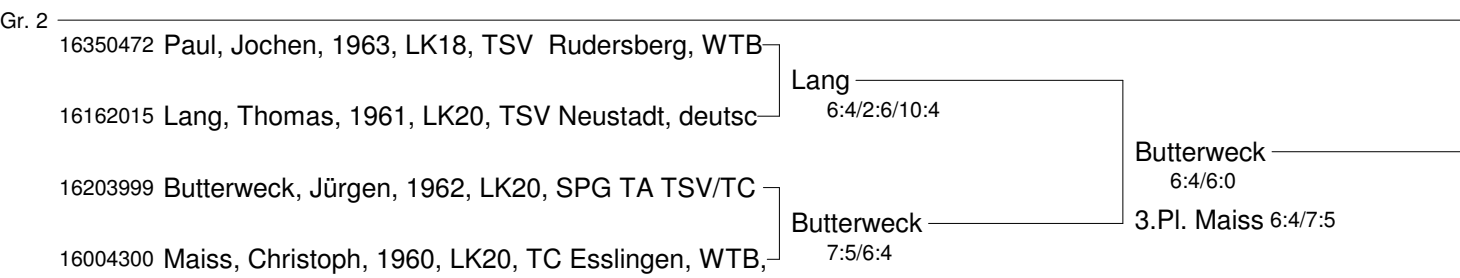 Gr. 2
16350472 Paul, Jochen, 1963, LK18, TSV  Rudersberg, WTB
Lang
6:4/2:6/10:4
16162015 Lang, Thomas, 1961, LK20, TSV Neustadt, deutsc
Butterweck
6:4/6:0
16203999 Butterweck, Jürgen, 1962, LK20, SPG TA TSV/TC
Butterweck
7:5/6:4
3.Pl. Maiss 6:4/7:5
16004300 Maiss, Christoph, 1960, LK20, TC Esslingen, WTB,